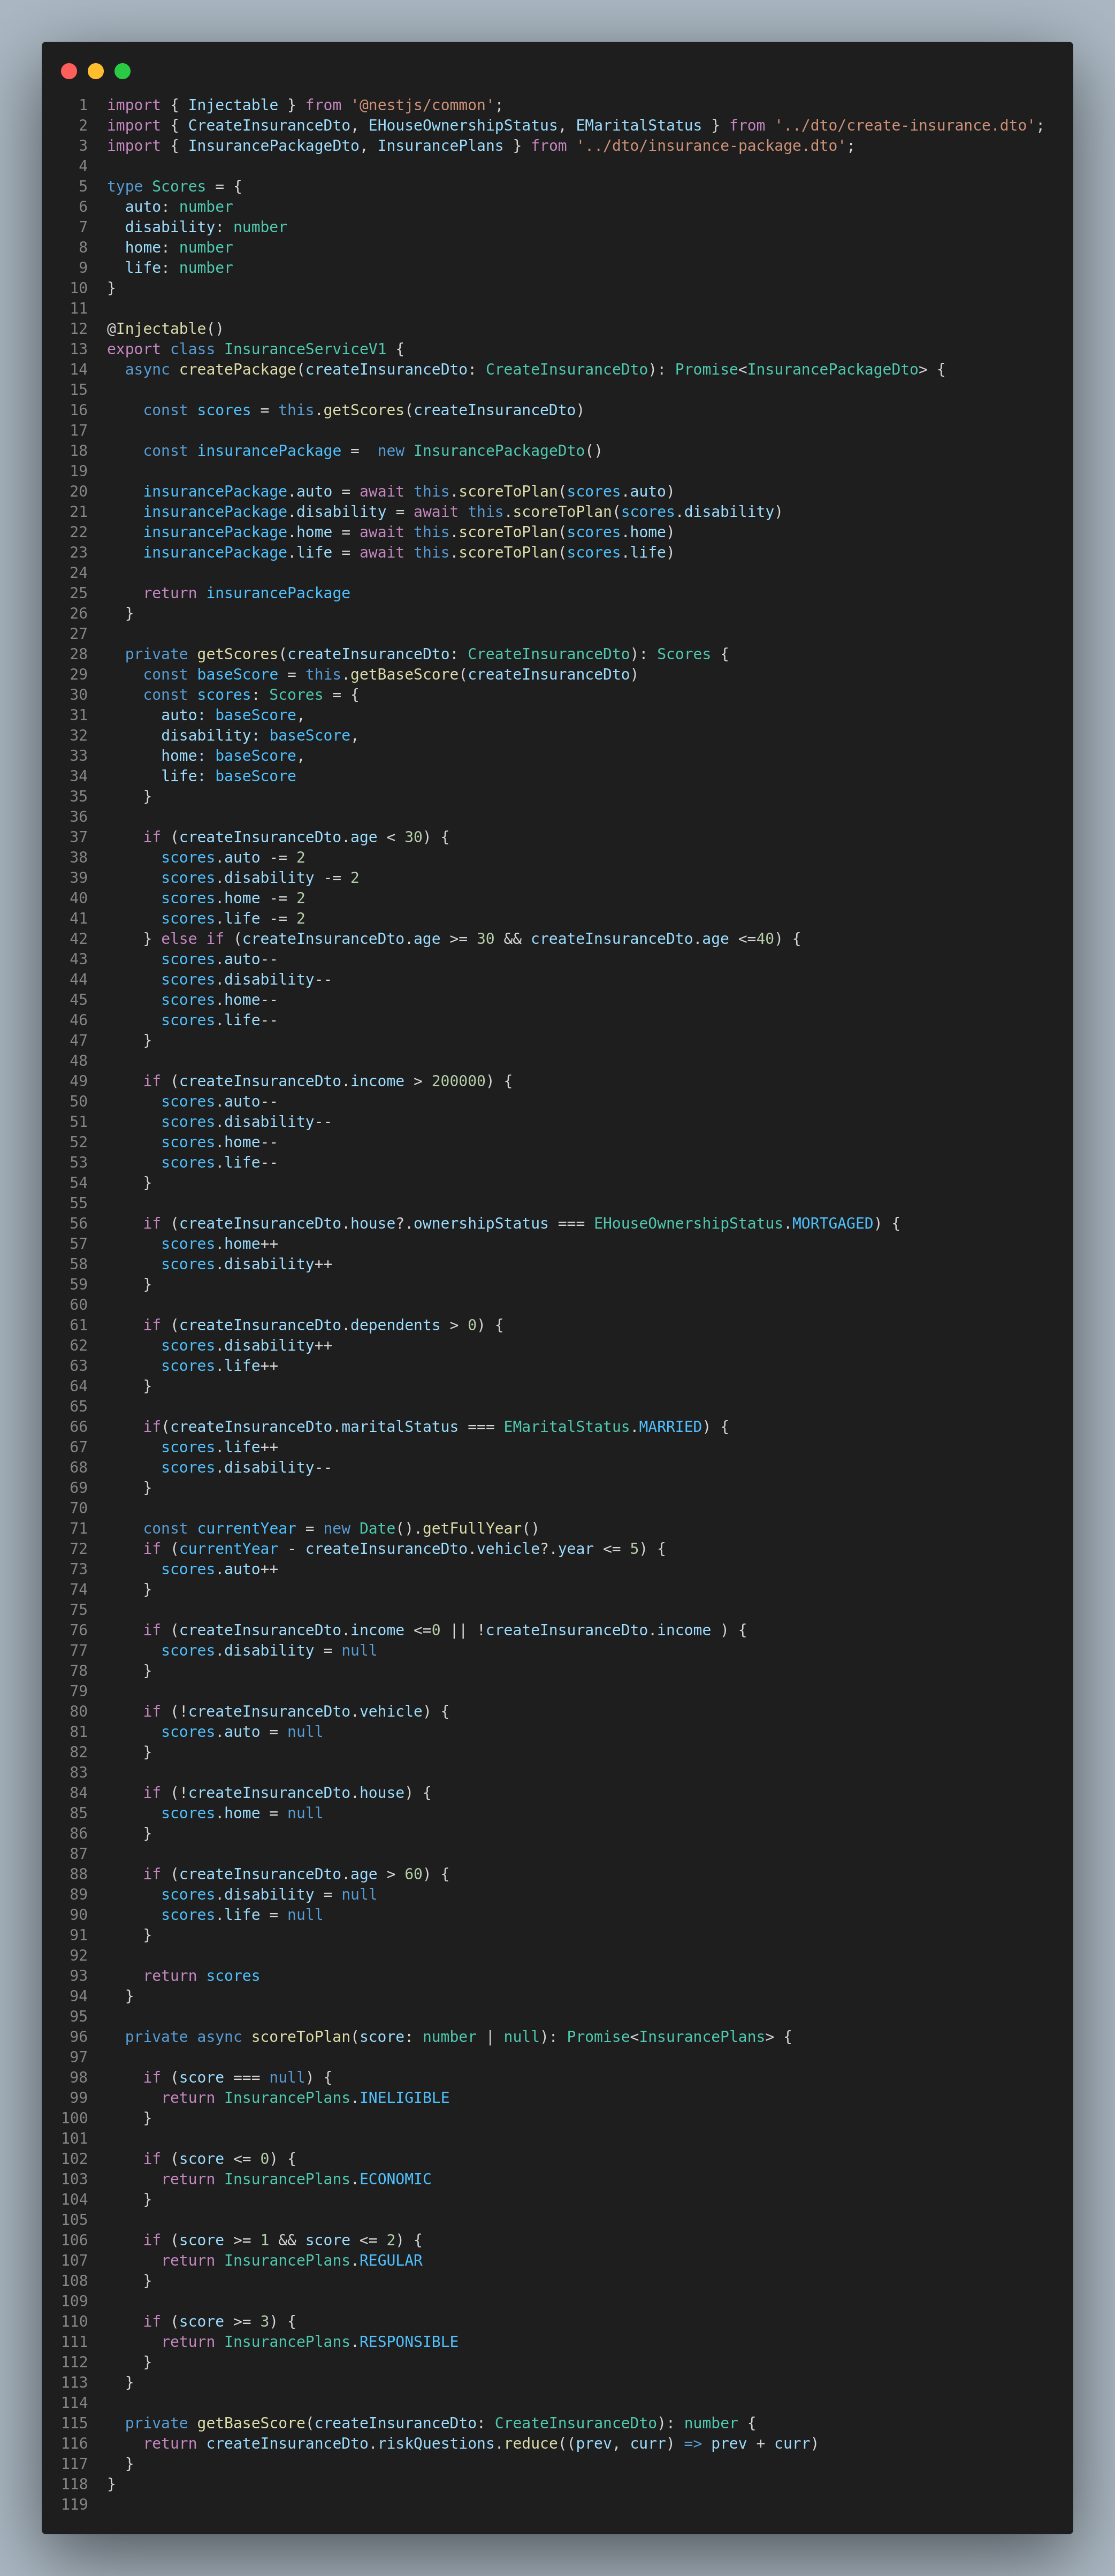 1 import { Injectable } from '@nestjs/common';
2 import { CreateInsuranceDto, EHouseOwnershipStatus, EMaritalStatus } from '../dto/create-insurance.dto';
3 import { InsurancePackageDto, InsurancePlans } from '../dto/insurance-package.dto';
4
5 type Scores = {
6   auto: number
7   disability: number
8   home: number
9   life: number
10 }
11
12 @Injectable()
13 export class InsuranceServiceV1 {
14   async createPackage(createInsuranceDto: CreateInsuranceDto): Promise<InsurancePackageDto> {
15
16     const scores = this.getScores(createInsuranceDto)
17
18     const insurancePackage =  new InsurancePackageDto()
19
20     insurancePackage.auto = await this.scoreToPlan(scores.auto)
21     insurancePackage.disability = await this.scoreToPlan(scores.disability)
22     insurancePackage.home = await this.scoreToPlan(scores.home)
23     insurancePackage.life = await this.scoreToPlan(scores.life)
24
25     return insurancePackage
26   }
27
28   private getScores(createInsuranceDto: CreateInsuranceDto): Scores {
29     const baseScore = this.getBaseScore(createInsuranceDto)
30     const scores: Scores = {
31       auto: baseScore,
32       disability: baseScore,
33       home: baseScore,
34       life: baseScore
35     }
36
37     if (createInsuranceDto.age < 30) {
38       scores.auto -= 2
39       scores.disability -= 2
40       scores.home -= 2
41       scores.life -= 2
42     } else if (createInsuranceDto.age >= 30 && createInsuranceDto.age <=40) {
43       scores.auto--
44       scores.disability--
45       scores.home--
46       scores.life--
47     }
48
49     if (createInsuranceDto.income > 200000) {
50       scores.auto--
51       scores.disability--
52       scores.home--
53       scores.life--
54     }
55
56     if (createInsuranceDto.house?.ownershipStatus === EHouseOwnershipStatus.MORTGAGED) {
57       scores.home++
58       scores.disability++
59     }
60
61     if (createInsuranceDto.dependents > 0) {
62       scores.disability++
63       scores.life++
64     }
65
66     if(createInsuranceDto.maritalStatus === EMaritalStatus.MARRIED) {
67       scores.life++
68       scores.disability--
69     }
70
71     const currentYear = new Date().getFullYear()
72     if (currentYear - createInsuranceDto.vehicle?.year <= 5) {
73       scores.auto++
74     }
75
76     if (createInsuranceDto.income <=0 || !createInsuranceDto.income ) {
77       scores.disability = null
78     }
79
80     if (!createInsuranceDto.vehicle) {
81       scores.auto = null
82     }
83
84     if (!createInsuranceDto.house) {
85       scores.home = null
86     }
87
88     if (createInsuranceDto.age > 60) {
89       scores.disability = null
90       scores.life = null
91     }
92
93     return scores
94   }
95
96   private async scoreToPlan(score: number | null): Promise<InsurancePlans> {
97
98     if (score === null) {
99       return InsurancePlans.INELIGIBLE
100     }
101
102     if (score <= 0) {
103       return InsurancePlans.ECONOMIC
104     }
105
106     if (score >= 1 && score <= 2) {
107       return InsurancePlans.REGULAR
108     }
109
110     if (score >= 3) {
111       return InsurancePlans.RESPONSIBLE
112     }
113   }
114
115   private getBaseScore(createInsuranceDto: CreateInsuranceDto): number {
116     return createInsuranceDto.riskQuestions.reduce((prev, curr) => prev + curr)
117   }
118 }
119